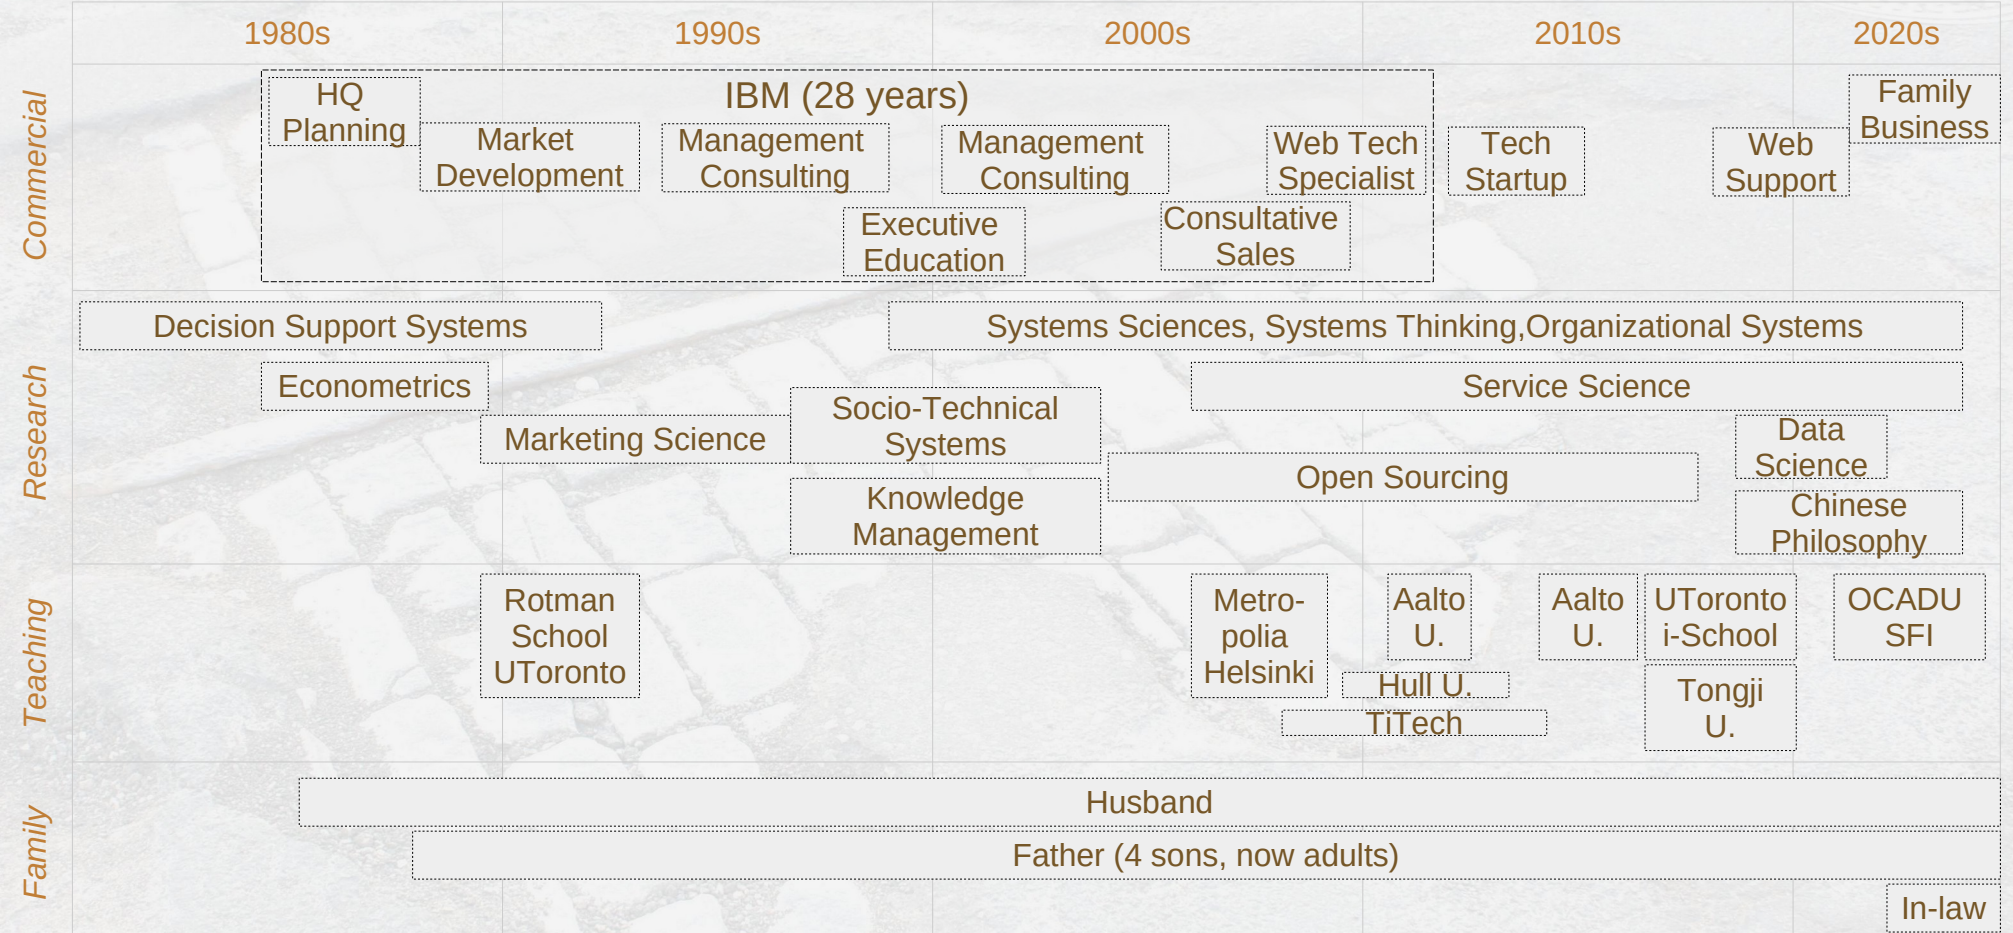 1980s
1990s
2000s
2010s
2020s
Commercial
IBM (28 years)
HQ
Planning
Market
Development
Management
Consulting
Executive
Education
Management
Consulting
Consultative
Sales
Web Tech
Specialist
Tech
Startup
Web
Support
Family
Business
Research
Decision Support Systems
Systems Sciences, Systems Thinking,Organizational Systems
Econometrics
Service Science
Marketing Science
Socio-Technical
Systems
Knowledge
Management
Open Sourcing
Data
Science
Chinese
Philosophy
Teaching
Rotman
School
UToronto
Metro-
polia
Helsinki
Aalto
U.
Hull U.
TiTech
Aalto
U.
UToronto
i-School
Tongji
U.
OCADU
SFI
Family
Husband
Father (4 sons, now adults)
In-law